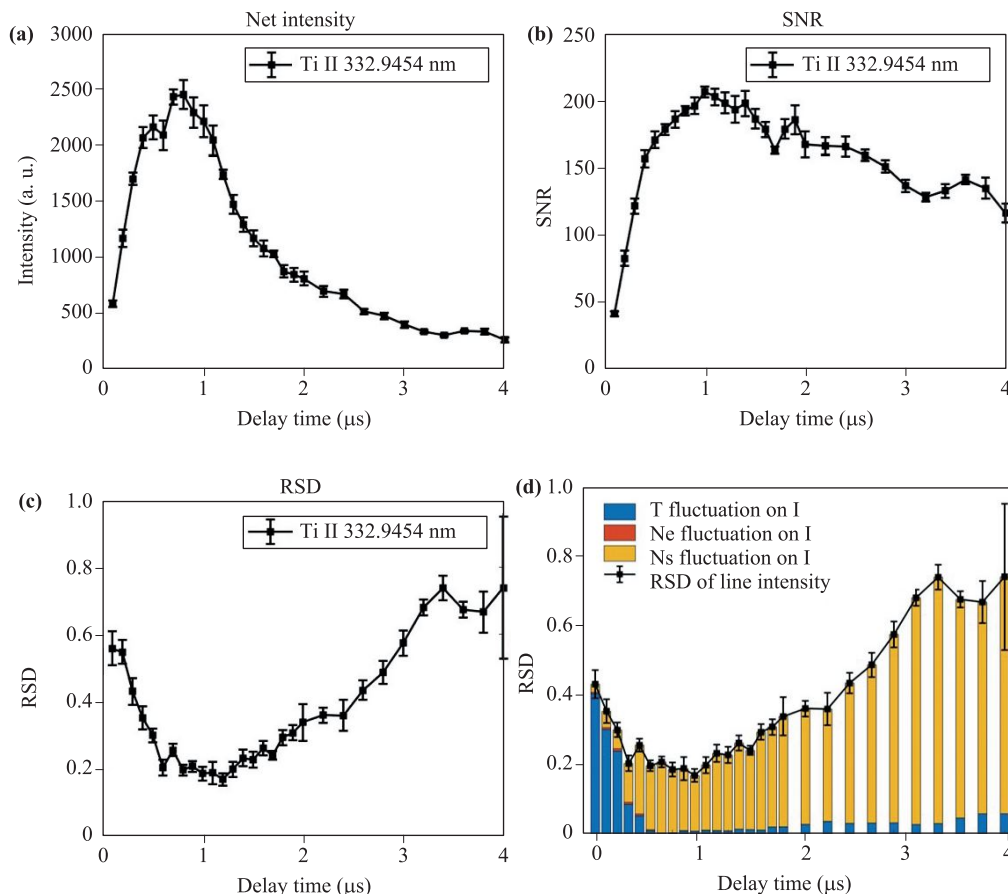 (a)
Net intensity
3000
2500
2000
1500
1000
500
0
Intensity (a. u.)
Ti II 332.9454 nm
0 1 2 3 4
Delay time (μs)
(b)
SNR
250
200
150
100
50
0
SNR
Ti II 332.9454 nm
0 1 2 3 4
Delay time (μs)
(c)
RSD
1.0
0.8
0.6
0.4
0.2
0
RSD
Ti II 332.9454 nm
0 1 2 3 4
Delay time (μs)
(d)
1.0
0.8
0.6
0.4
0.2
0
RSD
T fluctuation on I
Ne fluctuation on I
Ns fluctuation on I
RSD of line intensity
0 1 2 3 4
Delay time (μs)